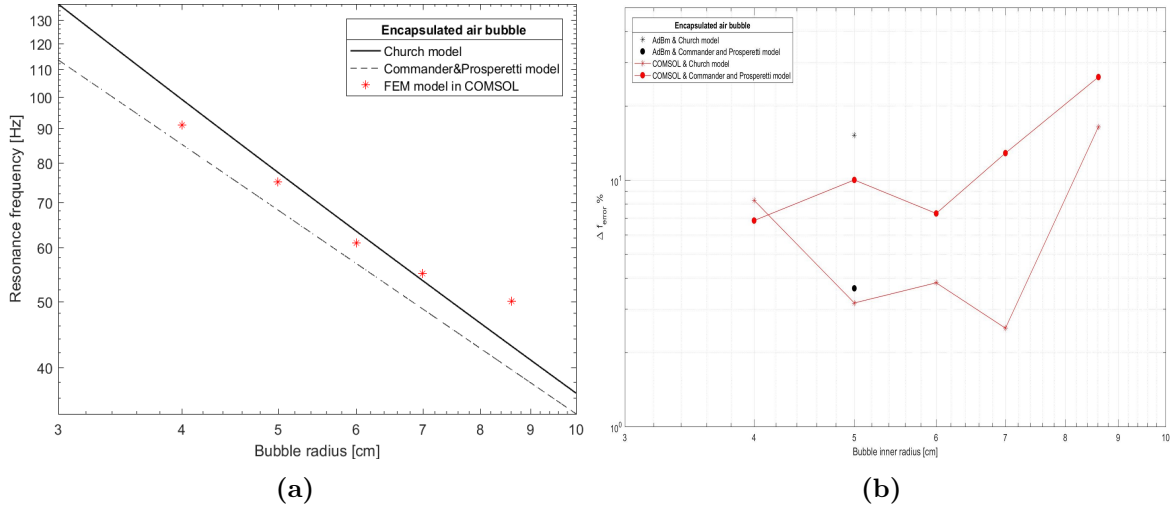 Encapsulated air bubble
Church model
Commander&Prosperetti model
FEM model in COMSOL
130
120
110
100
90
80
70
60
50
40
Resonance frequency [Hz]
3 4 5 6 7 8 9 10
Bubble radius [cm]
(a)
Encapsulated air bubble
AdBm & Church model
AdBm & Commander and Prosperetti model
COMSOL & Church model
COMSOL & Commander and Prosperetti model
10^1
10^0
Δ f_error %
3 4 5 6 7 8 9 10
Bubble inner radius [cm]
(b)